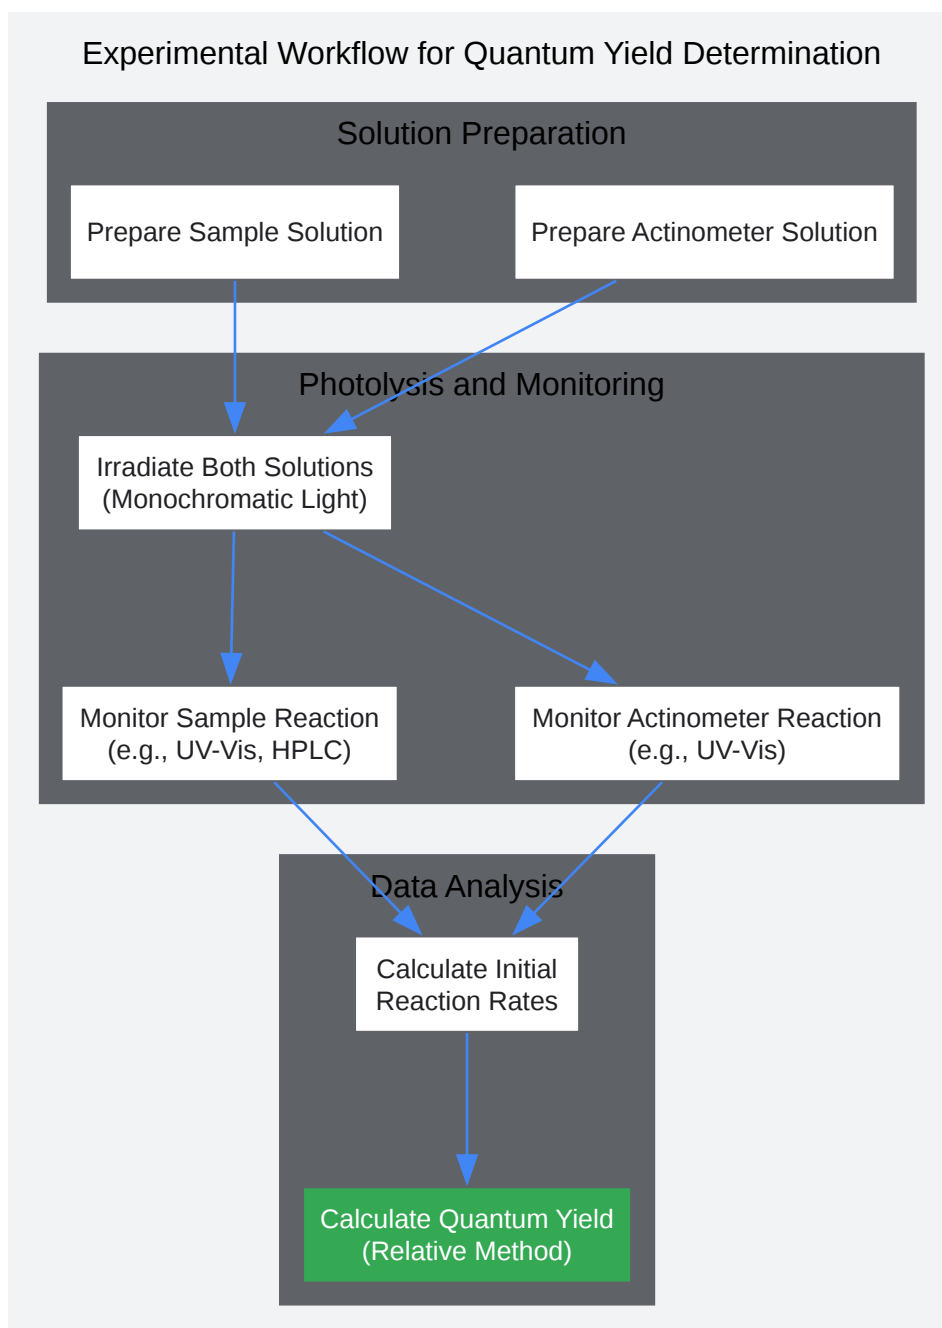 Experimental Workflow for Quantum Yield Determination
Solution Preparation
Prepare Sample Solution
Prepare Actinometer Solution
Photolysis and Monitoring
Irradiate Both Solutions
(Monochromatic Light)
Monitor Sample Reaction
(e.g., UV-Vis, HPLC)
Monitor Actinometer Reaction
(e.g., UV-Vis)
Data Analysis
Calculate Initial
Reaction Rates
Calculate Quantum Yield
(Relative Method)